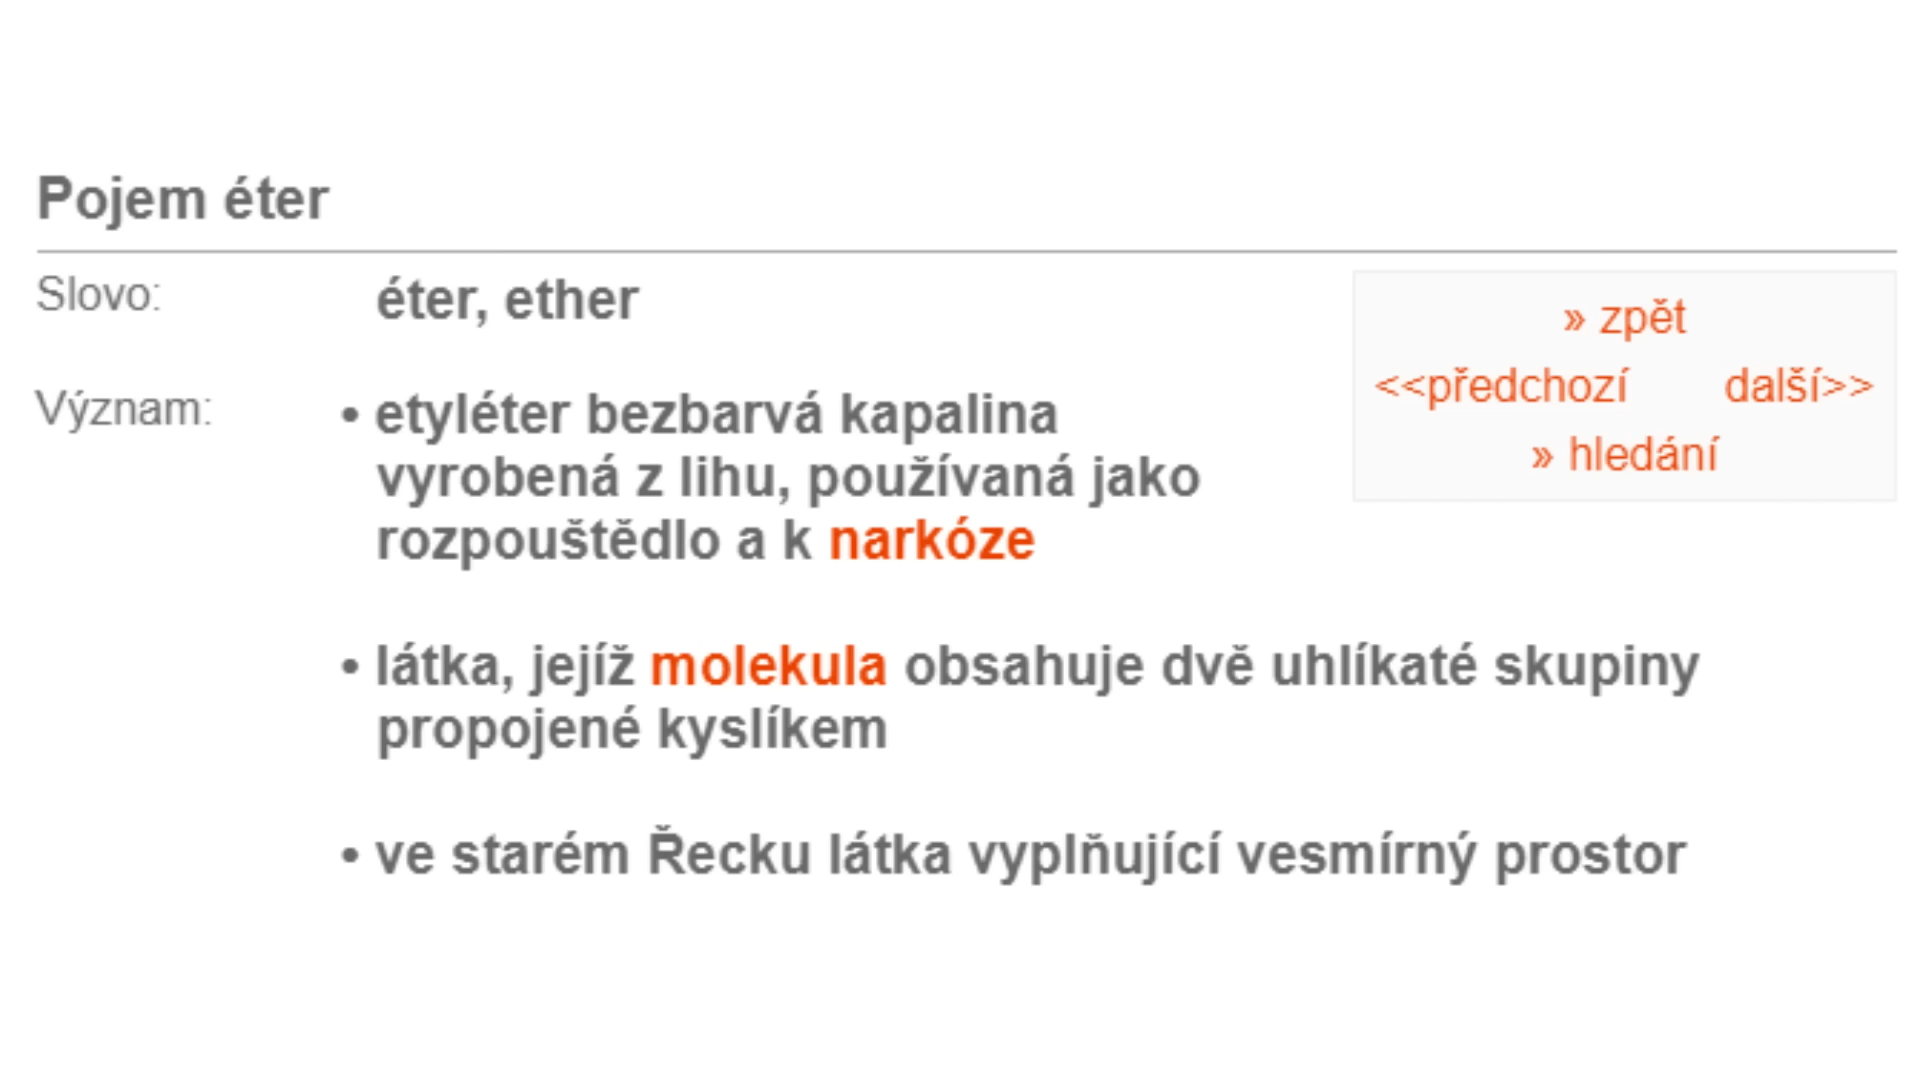 Pojem éter
Slovo:
éter, ether
» zpět
<<předchozí další>>
» hledání
Význam:
• etyléter bezbarvá kapalina
vyrobená z lihu, používaná jako
rozpouštědlo a k narkóze
• látka, jejíž molekula obsahuje dvě uhlíkaté skupiny
propojené kyslíkem
• ve starém Řecku látka vyplňující vesmírný prostor